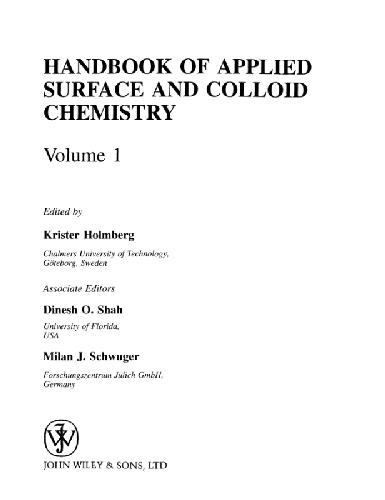 HANDBOOK OF APPLIED
SURFACE AND COLLOID
CHEMISTRY
Volume 1
Edited by
Krister Holmberg
Chalmers University of Technology,
Göteborg, Sweden
Associate Editors
Dinesh O. Shah
University of Florida,
USA
Milan J. Schwuger
Forschungszentrum Jülich GmbH,
Germany
JOHN WILEY & SONS, LTD